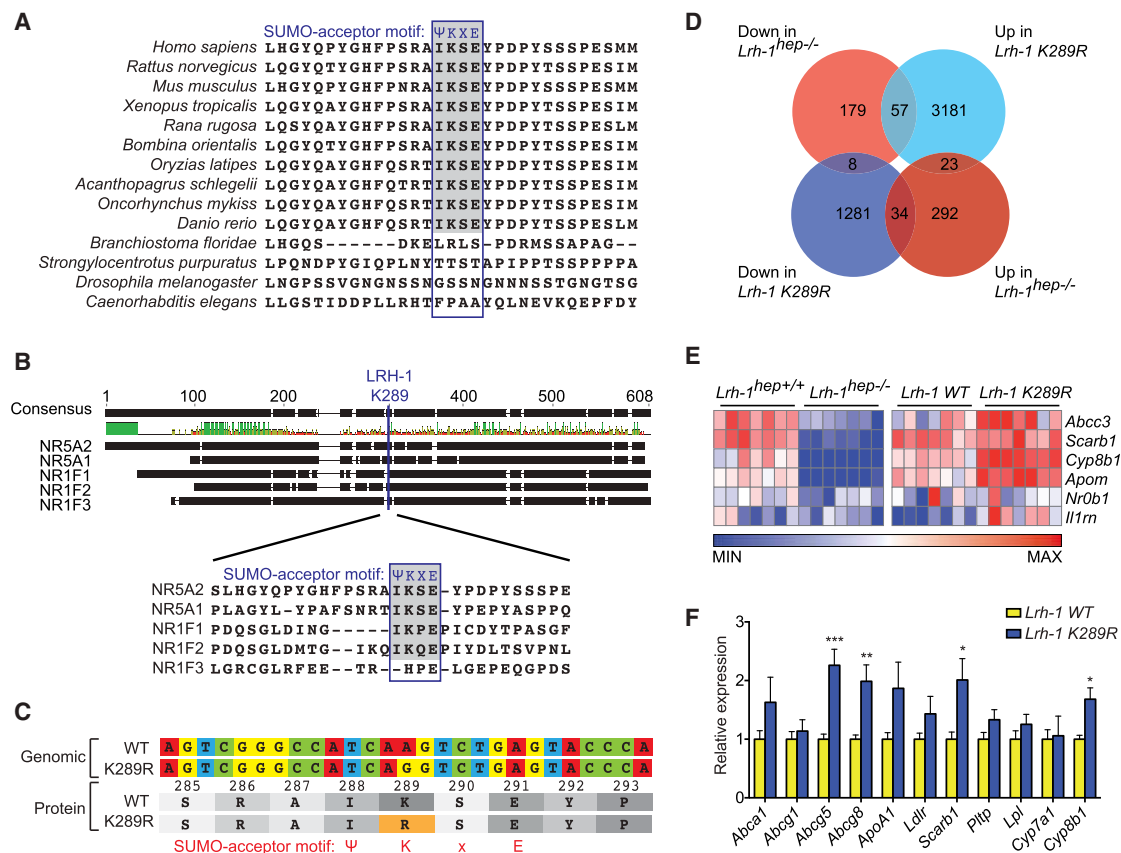 A
SUMO-acceptor motif: ΨKXE
Homo sapiens LHGYQPYGHFPSRAIKSEYPDPYSSSPESMM
Rattus norvegicus LQGYQTYGHFPSRAIKSEYPDPYTSSPESIM
Mus musculus LQGYQPYGHFPSRAIKSEYPDPYSSSPESMM
Xenopus tropicalis LQGYQAYGHFPSRAIKSEYPDPYTSSPESIM
Rana rugosa LQSYQAYGHFPSRAIKSEYPDPYTSSPESLM
Bombina orientalis LQGYQAYGHFPSRAIKSEYPDPYTSSPESIM
Oryzias latipes LQGYQAYGHFQSRTIKSEYPDPYTSSPESIM
Acanthopagrus schlegelii LQGYQAYGHFQTRTIKSEYPDPYTSSPESIM
Oncorhynchus mykiss LQGYQAYGHFQSRTIKSEYPDPYTSSPESIM
Danio rerio LQGYQAYGHFQSRTIKSEYPDPYTSSPESLM
Branchiostoma floridae LHGQS------DKELRLS-PDRMSSAPAG--
Strongylocentrotus purpuratus LPQNDPYGIQPLNYTTSTAPIPPTSSPPPPA
Drosophila melanogaster LNGPSSVGNGNSSNGSSNGNNNSSTGNGTSG
Caenorhabditis elegans LLGSTIDDPLLRHTFPAAYQLNEVKQEPFDY
B
LRH-1
K289
1 100 200 400 500 608
Consensus
NR5A2
NR5A1
NR1F1
NR1F2
NR1F3
SUMO-acceptor motif: ΨKXE
NR5A2 SLHGYQPYGHFPSRAIKSE-YPDPYSSSPE
NR5A1 PLAGYL-YPAFSNRTIKSE-YPEPYASPPQ
NR1F1 PDQSGLDING-----IKPEPICDYTPASGF
NR1F2 PDQSGLDMTG---IKQIKQEPIYDLTSVPNL
NR1F3 LGRCGLRFEE--TR--HPE-LGEPEQGPDS
C
Genomic
WT AGTCGGGCCATCAAGTCTGAGTACCCA
K289R AGTCGGGCCATCAGGTCTGAGTACCCA
285 286 287 288 289 290 291 292 293
Protein
WT S R A I K S E Y P
K289R S R A I R S E Y P
SUMO-acceptor motif: Ψ K x E
D
Down in
Lrh-1hep-/-
Up in
Lrh-1 K289R
179 57 3181
8 23
1281 34 292
Down in
Lrh-1 K289R
Up in
Lrh-1hep-/-
E
Lrh-1hep+/+ Lrh-1hep-/- Lrh-1 WT Lrh-1 K289R
Abcc3
Scarb1
Cyp8b1
Apom
Nr0b1
Il1rn
MIN MAX
F
Lrh-1 WT
Lrh-1 K289R
Relative expression
3
2
1
0
*** ** * *
Abca1 Abcg1 Abcg5 Abcg8 ApoA1 Ldlr Scarb1 Pltp Lpl Cyp7a1 Cyp8b1